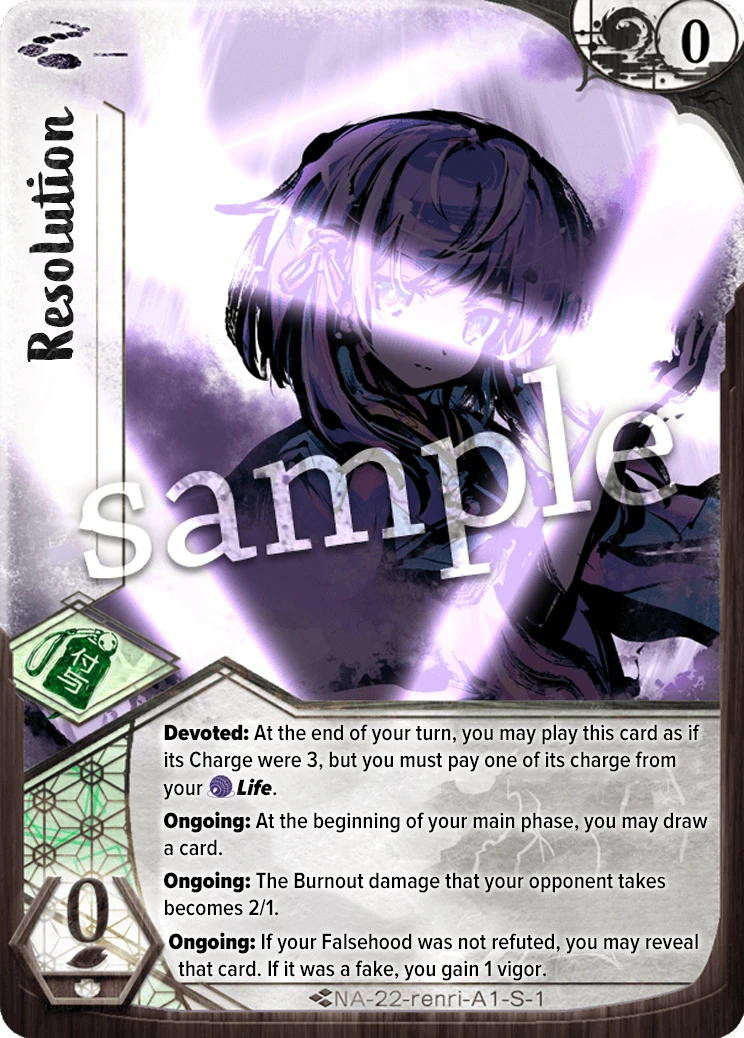 0
Resolution
sample
付与
Devoted: At the end of your turn, you may play this card as if
its Charge were 3, but you must pay one of its charge from
your Life.
Ongoing: At the beginning of your main phase, you may draw
a card.
Ongoing: The Burnout damage that your opponent takes
becomes 2/1.
Ongoing: If your Falsehood was not refuted, you may reveal
that card. If it was a fake, you gain 1 vigor.
0
NA-22-renri-A1-S-1